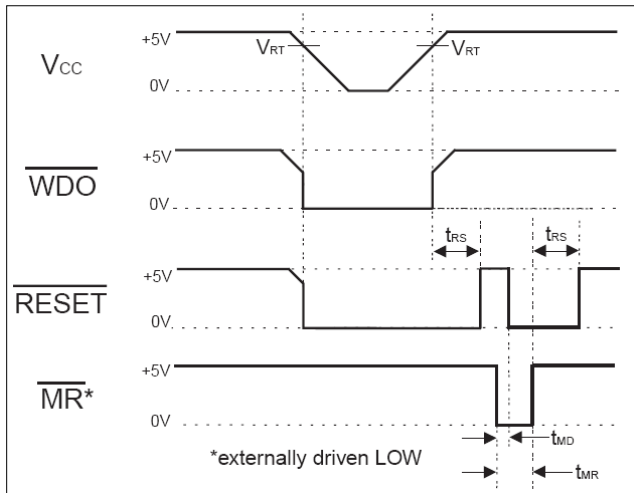 +5V
VRT
VRT
VCC
0V
+5V
WDO
0V
tRS
tRS
+5V
RESET
0V
+5V
MR*
0V
tMD
*externally driven LOW
tMR